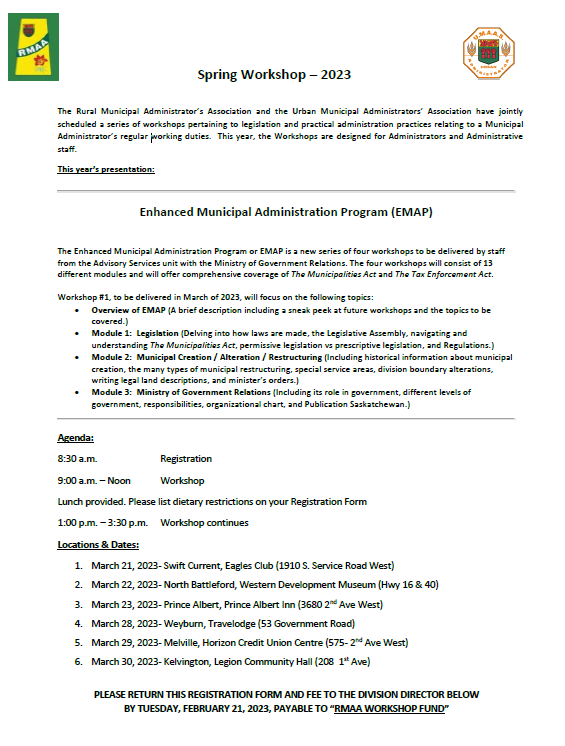 RMAA
U.M.A.A.S.
URBAN
ADMINISTRATOR
Spring Workshop – 2023
The Rural Municipal Administrator's Association and the Urban Municipal Administrators' Association have jointly
scheduled a series of workshops pertaining to legislation and practical administration practices relating to a Municipal
Administrator's regular working duties. This year, the Workshops are designed for Administrators and Administrative
staff.
This year's presentation:
Enhanced Municipal Administration Program (EMAP)
The Enhanced Municipal Administration Program or EMAP is a new series of four workshops to be delivered by staff
from the Advisory Services unit with the Ministry of Government Relations. The four workshops will consist of 13
different modules and will offer comprehensive coverage of The Municipalities Act and The Tax Enforcement Act.
Workshop #1, to be delivered in March of 2023, will focus on the following topics:
• Overview of EMAP (A brief description including a sneak peek at future workshops and the topics to be
covered.)
• Module 1: Legislation (Delving into how laws are made, the Legislative Assembly, navigating and
understanding The Municipalities Act, permissive legislation vs prescriptive legislation, and Regulations.)
• Module 2: Municipal Creation / Alteration / Restructuring (Including historical information about municipal
creation, the many types of municipal restructuring, special service areas, division boundary alterations,
writing legal land descriptions, and minister's orders.)
• Module 3: Ministry of Government Relations (Including its role in government, different levels of
government, responsibilities, organizational chart, and Publication Saskatchewan.)
Agenda:
8:30 a.m. Registration
9:00 a.m. – Noon Workshop
Lunch provided. Please list dietary restrictions on your Registration Form
1:00 p.m. – 3:30 p.m. Workshop continues
Locations & Dates:
1. March 21, 2023- Swift Current, Eagles Club (1910 S. Service Road West)
2. March 22, 2023- North Battleford, Western Development Museum (Hwy 16 & 40)
3. March 23, 2023- Prince Albert, Prince Albert Inn (3680 2nd Ave West)
4. March 28, 2023- Weyburn, Travelodge (53 Government Road)
5. March 29, 2023- Melville, Horizon Credit Union Centre (575- 2nd Ave West)
6. March 30, 2023- Kelvington, Legion Community Hall (208 1st Ave)
PLEASE RETURN THIS REGISTRATION FORM AND FEE TO THE DIVISION DIRECTOR BELOW
BY TUESDAY, FEBRUARY 21, 2023, PAYABLE TO "RMAA WORKSHOP FUND"